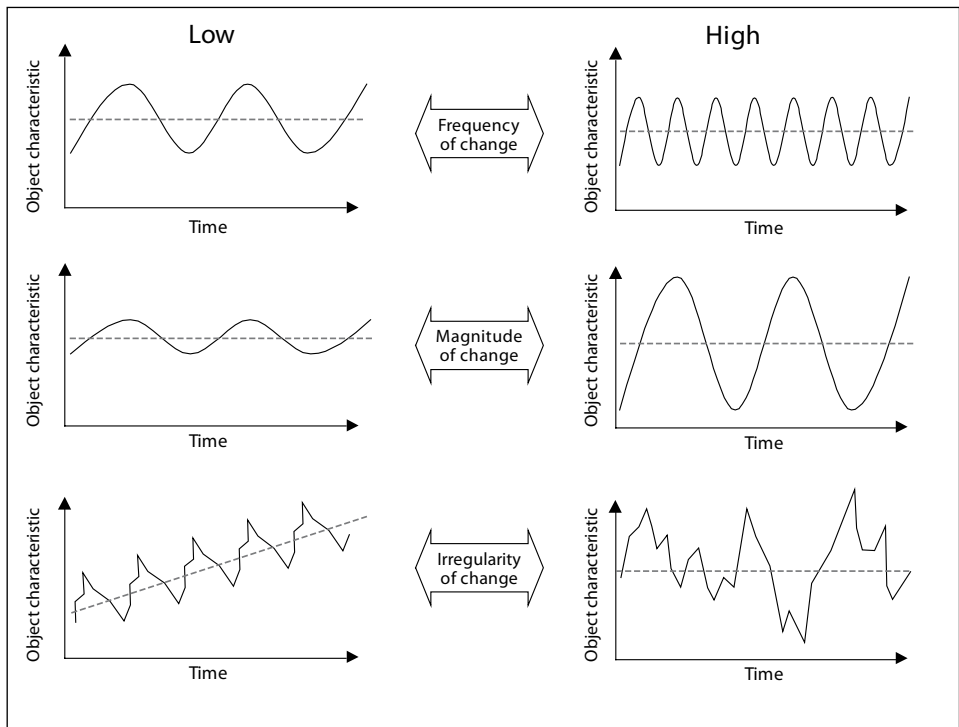 Low
High
Object characteristic
Time
Frequency
of change
Object characteristic
Time
Object characteristic
Time
Magnitude
of change
Object characteristic
Time
Object characteristic
Time
Irregularity
of change
Object characteristic
Time